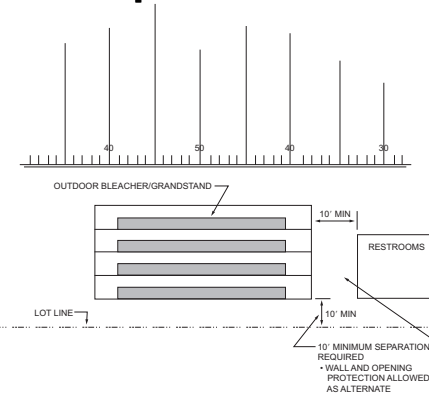 40 50 40 30
OUTDOOR BLEACHER/GRANDSTAND
10´ MIN
RESTROOMS
LOT LINE
10´ MIN
10´ MINIMUM SEPARATION
REQUIRED
• WALL AND OPENING
PROTECTION ALLOWED
AS ALTERNATE